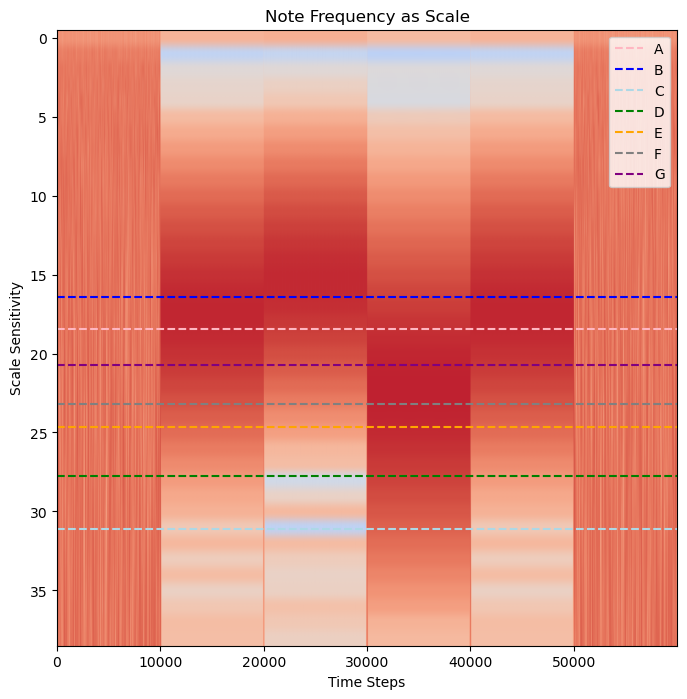 Note Frequency as Scale
0
5
10
15
20
25
30
35
Scale Sensitivity
A
B
C
D
E
F
G
0 10000 20000 30000 40000 50000
Time Steps